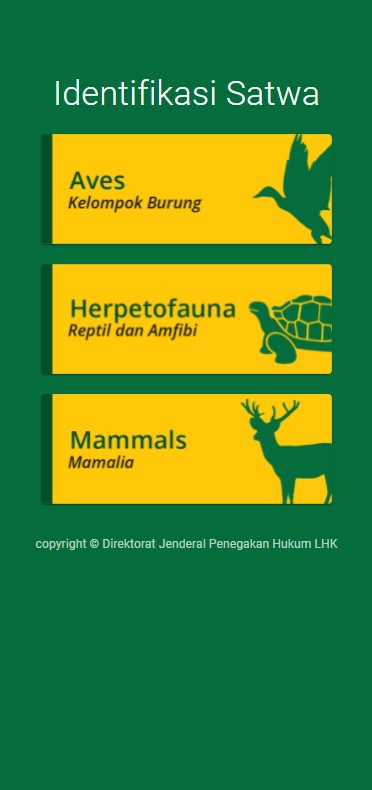 Identifikasi Satwa
Aves
Kelompok Burung
Herpetofauna
Reptil dan Amfibi
Mammals
Mamalia
copyright © Direktorat Jenderal Penegakan Hukum LHK